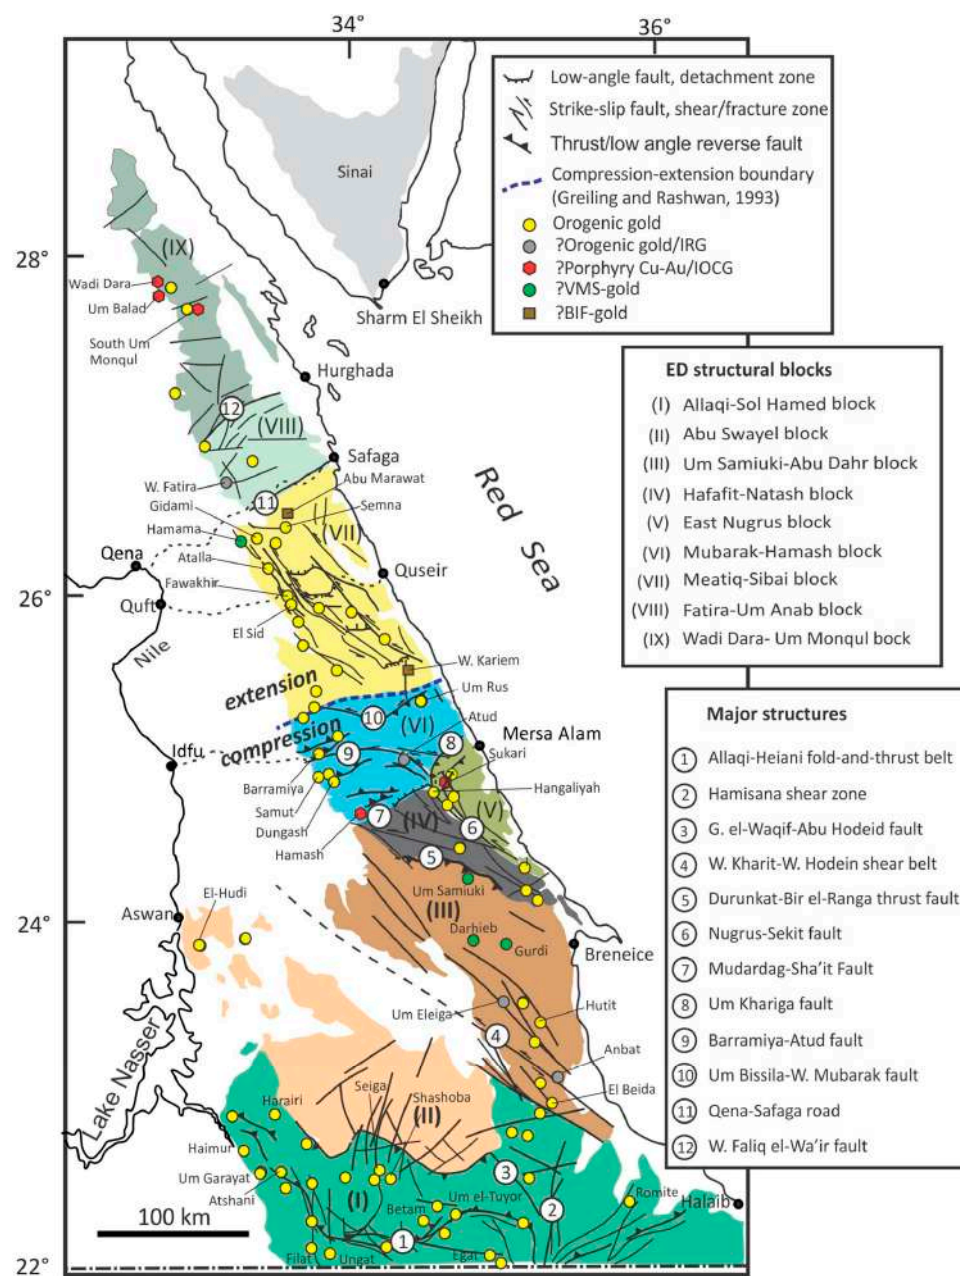 34°
36°
28°
26°
24°
22°
Low-angle fault, detachment zone
Strike-slip fault, shear/fracture zone
Thrust/low angle reverse fault
Compression-extension boundary
(Greiling and Rashwan, 1993)
Orogenic gold
?Orogenic gold/IRG
?Porphyry Cu-Au/IOCG
?VMS-gold
?BIF-gold
ED structural blocks
(I) Allaqi-Sol Hamed block
(II) Abu Swayel block
(III) Um Samiuki-Abu Dahr block
(IV) Hafafit-Natash block
(V) East Nugrus block
(VI) Mubarak-Hamash block
(VII) Meatiq-Sibai block
(VIII) Fatira-Um Anab block
(IX) Wadi Dara- Um Monqul bock
Major structures
1 Allaqi-Heiani fold-and-thrust belt
2 Hamisana shear zone
3 G. el-Waqif-Abu Hodeid fault
4 W. Kharit-W. Hodein shear belt
5 Durunkat-Bir el-Ranga thrust fault
6 Nugrus-Sekit fault
7 Mudardag-Sha'it Fault
8 Um Khariga fault
9 Barramiya-Atud fault
10 Um Bissila-W. Mubarak fault
11 Qena-Safaga road
12 W. Faliq el-Wa'ir fault
Sinai
(IX)
Wadi Dara
Um Balad
Sharm El Sheikh
South Um
Monqul
Hurghada
12
(VIII)
Safaga
W. Fatira
Abu Marawat
Gidami
11
Semna
Hamama
(VII)
Red Sea
Qena
Atalla
Quseir
Fawakhir
Quft
El Sid
Nile
W. Kariem
extension
Um Rus
10
(VI)
Atud
compression
Mersa Alam
8
Idfu
9
Sukari
Barramiya
Hangaliyah
Samut
(V)
Dungash
7
(IV)
6
Hamash
5
El-Hudi
Um Samiuki
(III)
Aswan
Darhieb
Gurdi
Breneice
Um Eleiga
Hutit
4
Lake Nasser
Anbat
El Beida
Seiga
Shashoba
(II)
Harairi
Haimur
3
Um Garayat
Atshani
(I)
Um el-Tuyor
Romite
Betam
2
Halaib
100 km
1
Filat
Ungat
Egat